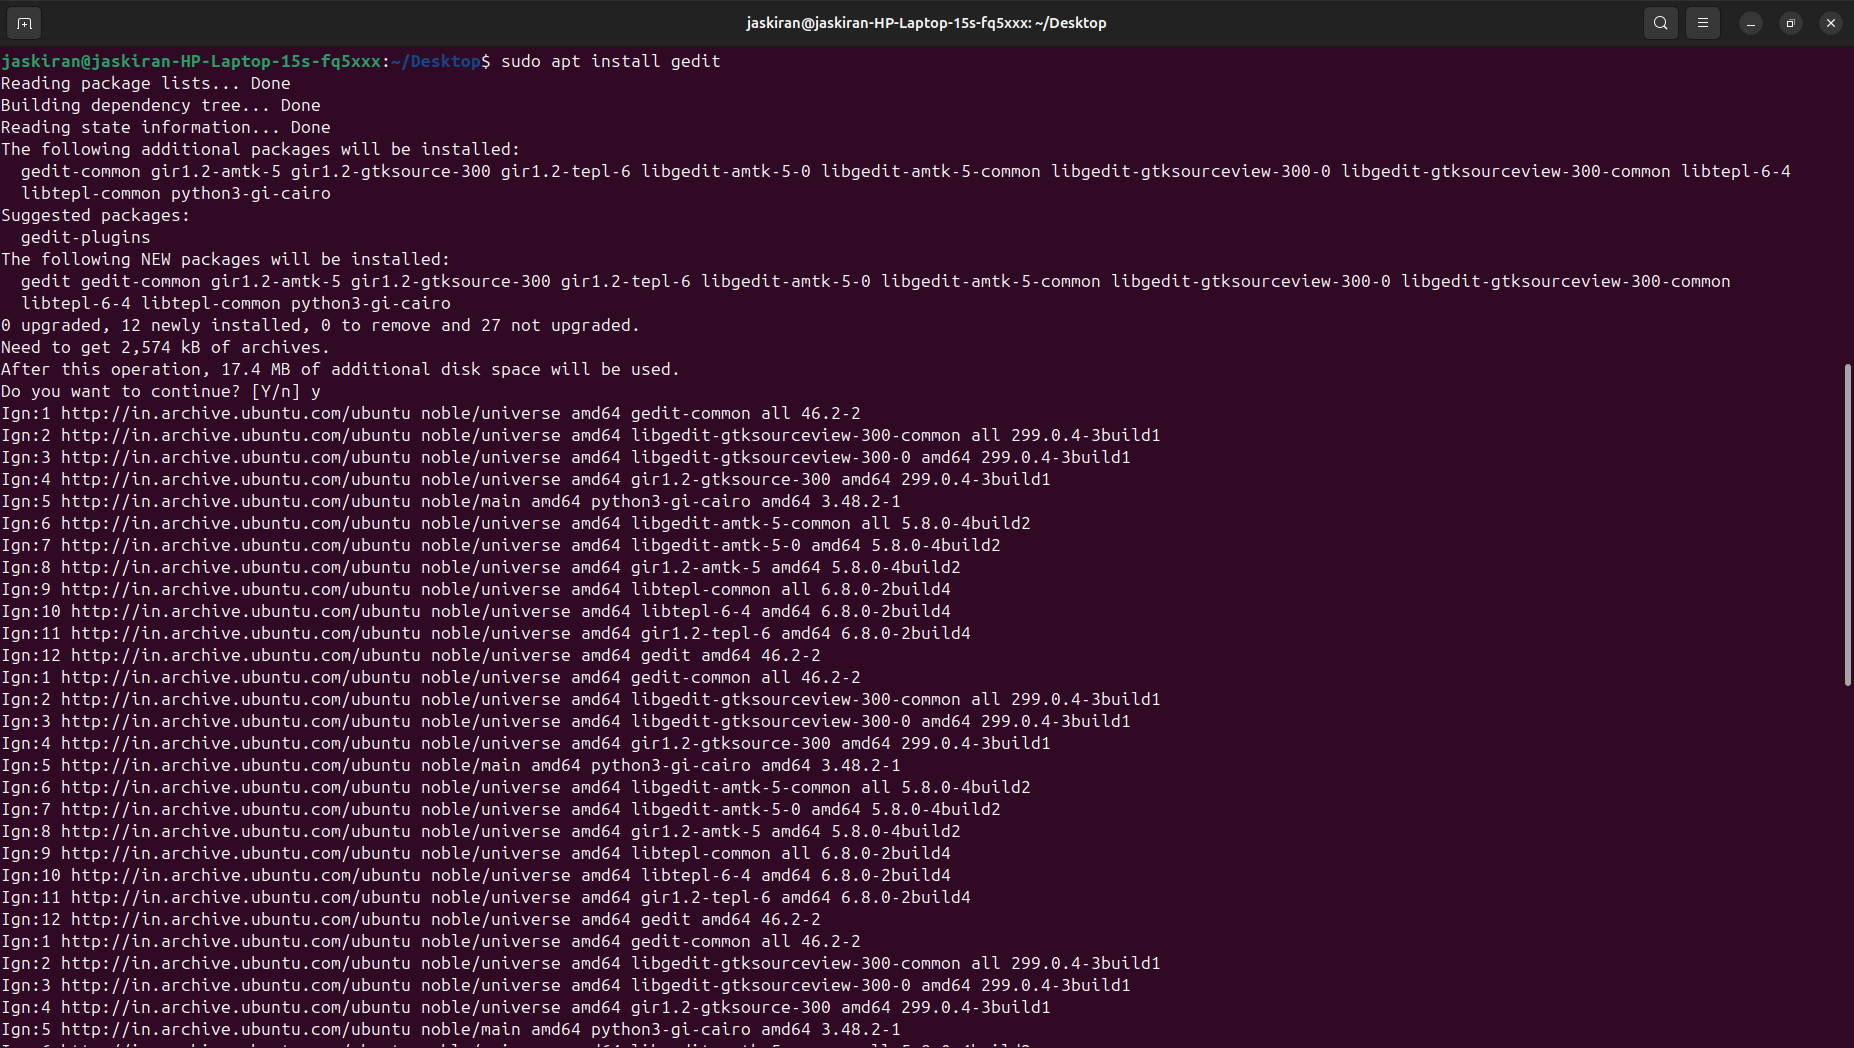 jaskiran@jaskiran-HP-Laptop-15s-fq5xxx: ~/Desktop
jaskiran@jaskiran-HP-Laptop-15s-fq5xxx:~/Desktop$ sudo apt install gedit
Reading package lists... Done
Building dependency tree... Done
Reading state information... Done
The following additional packages will be installed:
  gedit-common gir1.2-amtk-5 gir1.2-gtksource-300 gir1.2-tepl-6 libgedit-amtk-5-0 libgedit-amtk-5-common libgedit-gtksourceview-300-0 libgedit-gtksourceview-300-common libtepl-6-4
  libtepl-common python3-gi-cairo
Suggested packages:
  gedit-plugins
The following NEW packages will be installed:
  gedit gedit-common gir1.2-amtk-5 gir1.2-gtksource-300 gir1.2-tepl-6 libgedit-amtk-5-0 libgedit-amtk-5-common libgedit-gtksourceview-300-0 libgedit-gtksourceview-300-common
  libtepl-6-4 libtepl-common python3-gi-cairo
0 upgraded, 12 newly installed, 0 to remove and 27 not upgraded.
Need to get 2,574 kB of archives.
After this operation, 17.4 MB of additional disk space will be used.
Do you want to continue? [Y/n] y
Ign:1 http://in.archive.ubuntu.com/ubuntu noble/universe amd64 gedit-common all 46.2-2
Ign:2 http://in.archive.ubuntu.com/ubuntu noble/universe amd64 libgedit-gtksourceview-300-common all 299.0.4-3build1
Ign:3 http://in.archive.ubuntu.com/ubuntu noble/universe amd64 libgedit-gtksourceview-300-0 amd64 299.0.4-3build1
Ign:4 http://in.archive.ubuntu.com/ubuntu noble/universe amd64 gir1.2-gtksource-300 amd64 299.0.4-3build1
Ign:5 http://in.archive.ubuntu.com/ubuntu noble/main amd64 python3-gi-cairo amd64 3.48.2-1
Ign:6 http://in.archive.ubuntu.com/ubuntu noble/universe amd64 libgedit-amtk-5-common all 5.8.0-4build2
Ign:7 http://in.archive.ubuntu.com/ubuntu noble/universe amd64 libgedit-amtk-5-0 amd64 5.8.0-4build2
Ign:8 http://in.archive.ubuntu.com/ubuntu noble/universe amd64 gir1.2-amtk-5 amd64 5.8.0-4build2
Ign:9 http://in.archive.ubuntu.com/ubuntu noble/universe amd64 libtepl-common all 6.8.0-2build4
Ign:10 http://in.archive.ubuntu.com/ubuntu noble/universe amd64 libtepl-6-4 amd64 6.8.0-2build4
Ign:11 http://in.archive.ubuntu.com/ubuntu noble/universe amd64 gir1.2-tepl-6 amd64 6.8.0-2build4
Ign:12 http://in.archive.ubuntu.com/ubuntu noble/universe amd64 gedit amd64 46.2-2
Ign:1 http://in.archive.ubuntu.com/ubuntu noble/universe amd64 gedit-common all 46.2-2
Ign:2 http://in.archive.ubuntu.com/ubuntu noble/universe amd64 libgedit-gtksourceview-300-common all 299.0.4-3build1
Ign:3 http://in.archive.ubuntu.com/ubuntu noble/universe amd64 libgedit-gtksourceview-300-0 amd64 299.0.4-3build1
Ign:4 http://in.archive.ubuntu.com/ubuntu noble/universe amd64 gir1.2-gtksource-300 amd64 299.0.4-3build1
Ign:5 http://in.archive.ubuntu.com/ubuntu noble/main amd64 python3-gi-cairo amd64 3.48.2-1
Ign:6 http://in.archive.ubuntu.com/ubuntu noble/universe amd64 libgedit-amtk-5-common all 5.8.0-4build2
Ign:7 http://in.archive.ubuntu.com/ubuntu noble/universe amd64 libgedit-amtk-5-0 amd64 5.8.0-4build2
Ign:8 http://in.archive.ubuntu.com/ubuntu noble/universe amd64 gir1.2-amtk-5 amd64 5.8.0-4build2
Ign:9 http://in.archive.ubuntu.com/ubuntu noble/universe amd64 libtepl-common all 6.8.0-2build4
Ign:10 http://in.archive.ubuntu.com/ubuntu noble/universe amd64 libtepl-6-4 amd64 6.8.0-2build4
Ign:11 http://in.archive.ubuntu.com/ubuntu noble/universe amd64 gir1.2-tepl-6 amd64 6.8.0-2build4
Ign:12 http://in.archive.ubuntu.com/ubuntu noble/universe amd64 gedit amd64 46.2-2
Ign:1 http://in.archive.ubuntu.com/ubuntu noble/universe amd64 gedit-common all 46.2-2
Ign:2 http://in.archive.ubuntu.com/ubuntu noble/universe amd64 libgedit-gtksourceview-300-common all 299.0.4-3build1
Ign:3 http://in.archive.ubuntu.com/ubuntu noble/universe amd64 libgedit-gtksourceview-300-0 amd64 299.0.4-3build1
Ign:4 http://in.archive.ubuntu.com/ubuntu noble/universe amd64 gir1.2-gtksource-300 amd64 299.0.4-3build1
Ign:5 http://in.archive.ubuntu.com/ubuntu noble/main amd64 python3-gi-cairo amd64 3.48.2-1